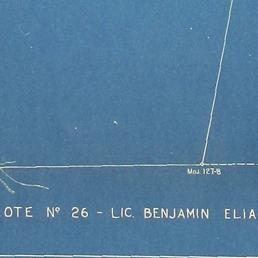 MOJ. 127-B
OTE Nº 26 - LIC. BENJAMIN ELIA